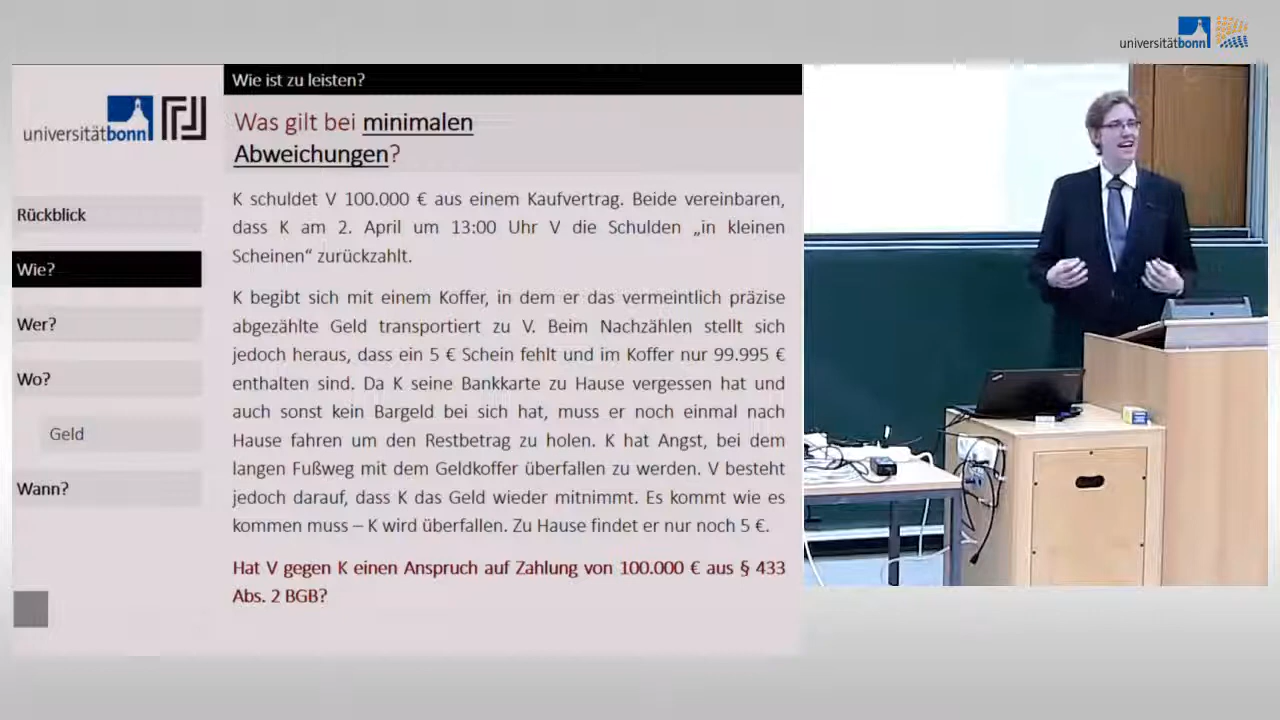 universitätbonn
Wie ist zu leisten?
universitätbonn
Was gilt bei minimalen
Abweichungen?
Rückblick
Wie?
Wer?
Wo?
Geld
Wann?
K schuldet V 100.000 € aus einem Kaufvertrag. Beide vereinbaren,
dass K am 2. April um 13:00 Uhr V die Schulden „in kleinen
Scheinen“ zurückzahlt.
K begibt sich mit einem Koffer, in dem er das vermeintlich präzise
abgezählte Geld transportiert zu V. Beim Nachzählen stellt sich
jedoch heraus, dass ein 5 € Schein fehlt und im Koffer nur 99.995 €
enthalten sind. Da K seine Bankkarte zu Hause vergessen hat und
auch sonst kein Bargeld bei sich hat, muss er noch einmal nach
Hause fahren um den Restbetrag zu holen. K hat Angst, bei dem
langen Fußweg mit dem Geldkoffer überfallen zu werden. V besteht
jedoch darauf, dass K das Geld wieder mitnimmt. Es kommt wie es
kommen muss – K wird überfallen. Zu Hause findet er nur noch 5 €.
Hat V gegen K einen Anspruch auf Zahlung von 100.000 € aus § 433
Abs. 2 BGB?